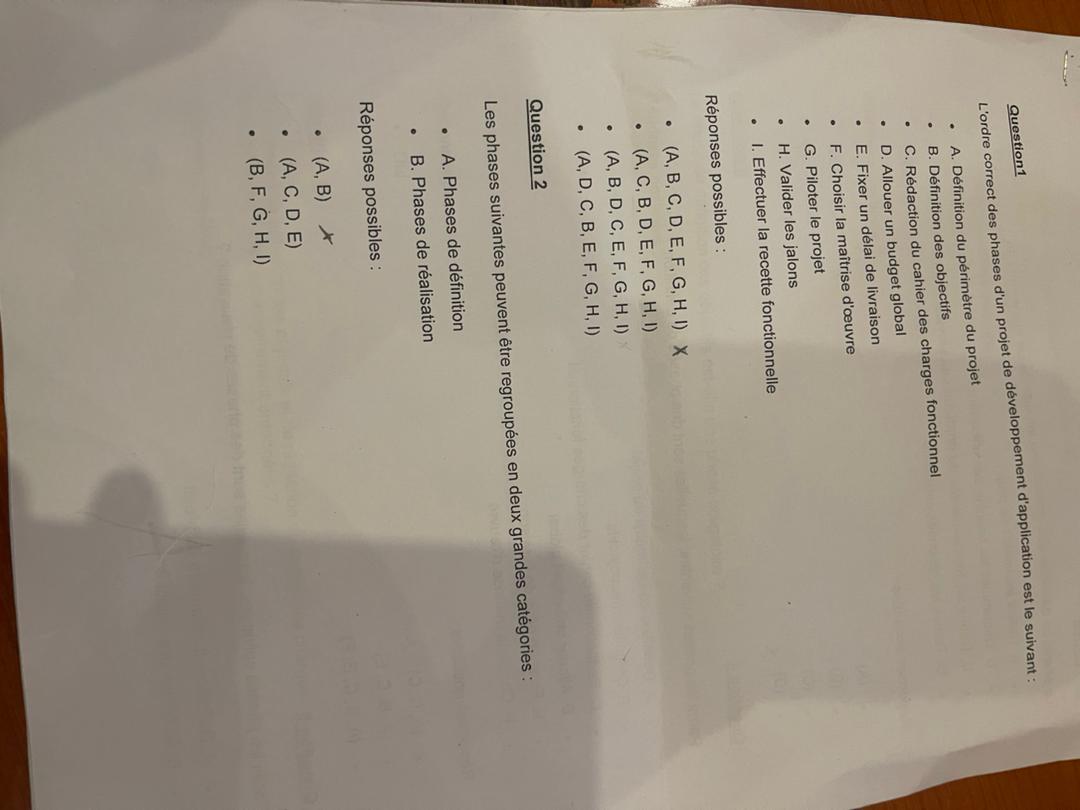 Question1
L'ordre correct des phases d'un projet de développement d'application est le suivant :
• A. Définition du périmètre du projet
• B. Définition des objectifs
• C. Rédaction du cahier des charges fonctionnel
• D. Allouer un budget global
• E. Fixer un délai de livraison
• F. Choisir la maîtrise d'œuvre
• G. Piloter le projet
• H. Valider les jalons
• I. Effectuer la recette fonctionnelle
Réponses possibles :
• (A, B, C, D, E, F, G, H, I) X
• (A, C, B, D, E, F, G, H, I)
• (A, B, D, C, E, F, G, H, I)
• (A, D, C, B, E, F, G, H, I)
Question 2
Les phases suivantes peuvent être regroupées en deux grandes catégories :
• A. Phases de définition
• B. Phases de réalisation
Réponses possibles :
• (A, B) X
• (A, C, D, E)
• (B, F, G, H, I)